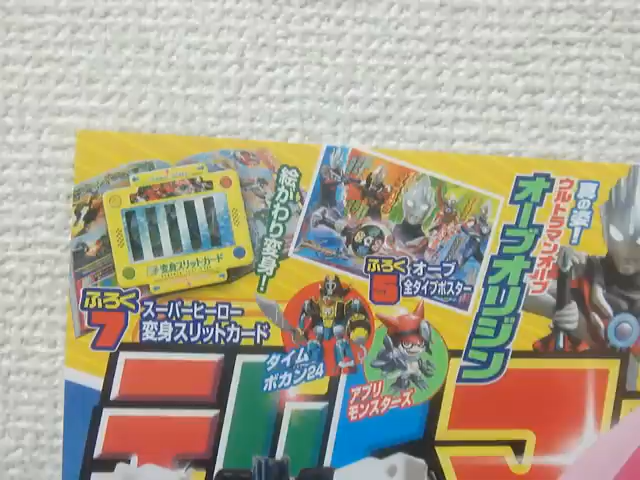 絵がわり変身!
変身スリットカード
ふろく
7
スーパーヒーロー
変身スリットカード
ふろく
5
オーブ
全タイプポスター
真の姿!
ウルトラマンオーブ
オーブオリジン
タイム
ボカン24
アプリ
モンスターズ